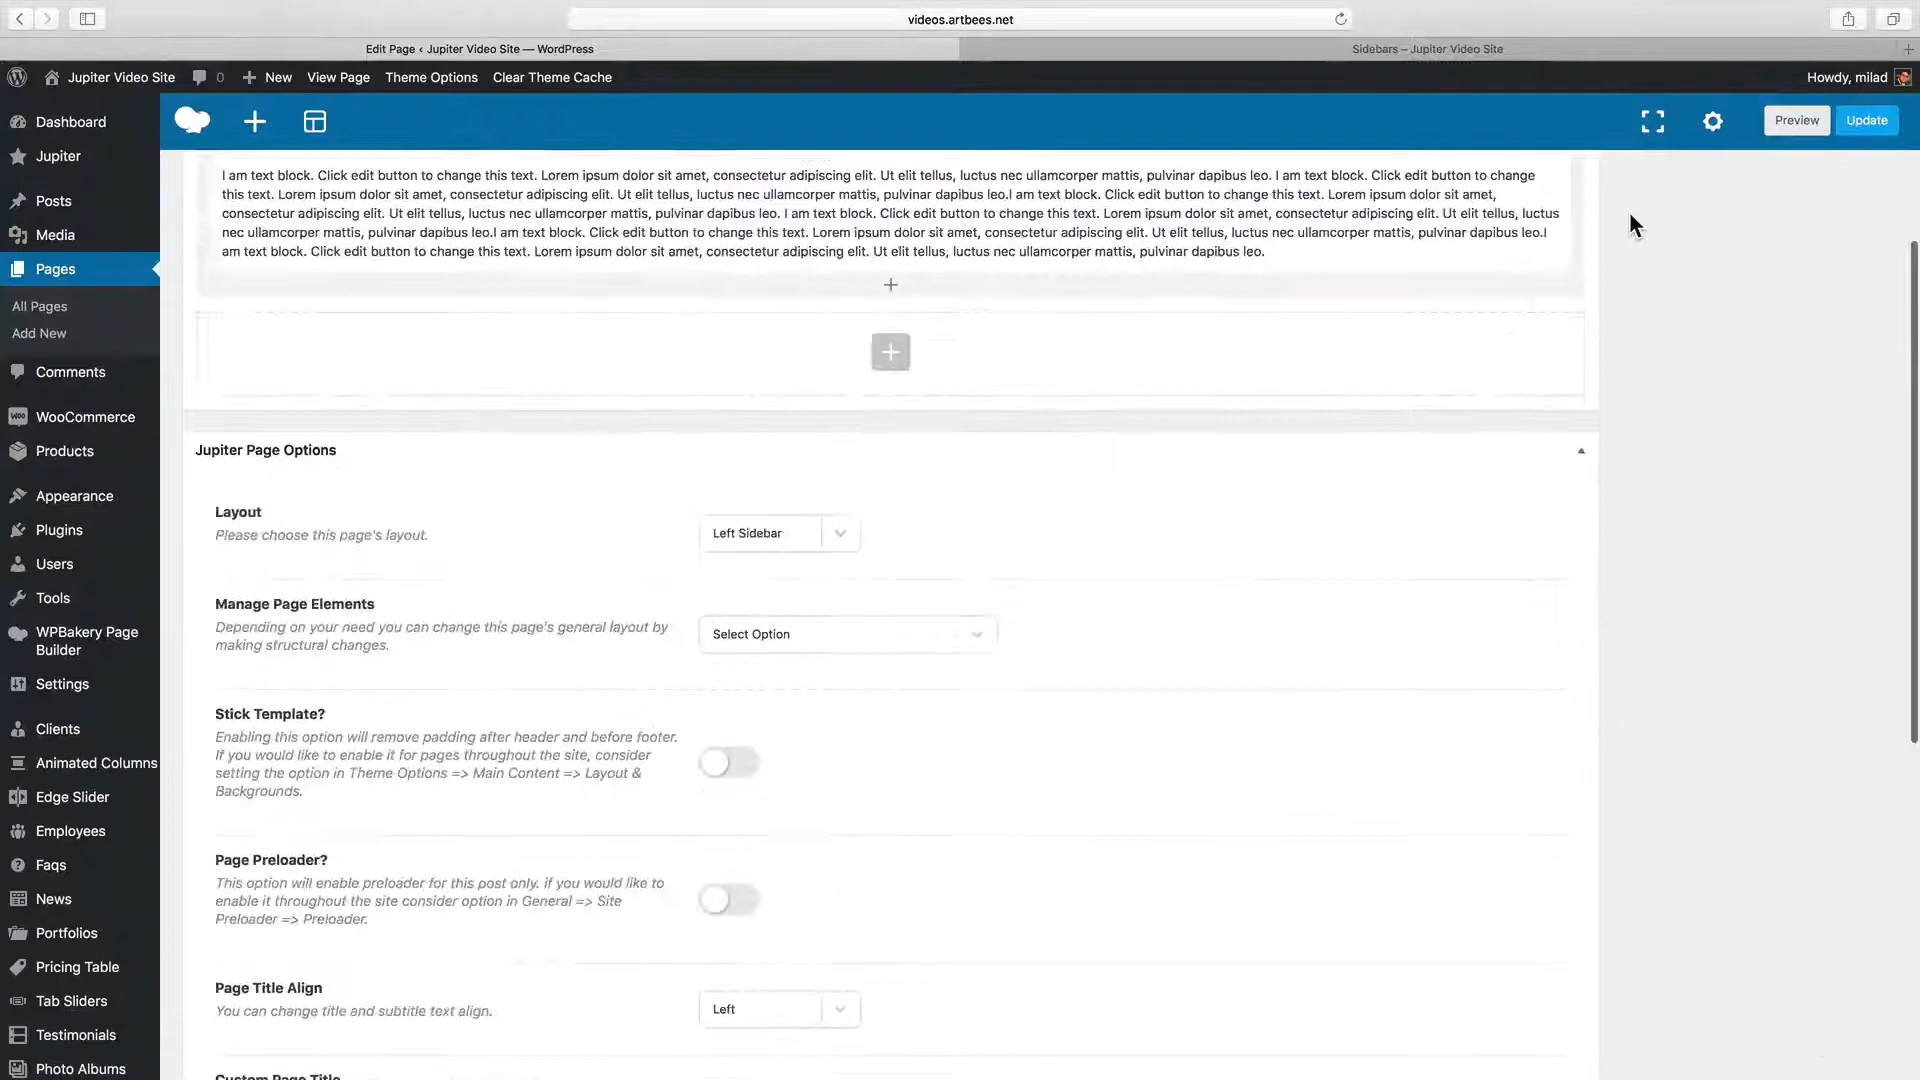 videos.artbees.net
Edit Page ‹ Jupiter Video Site — WordPress
Sidebars – Jupiter Video Site
Jupiter Video Site
0
New
View Page
Theme Options
Clear Theme Cache
Howdy, milad
Dashboard
Jupiter
Posts
Media
Pages
All Pages
Add New
Comments
WooCommerce
Products
Appearance
Plugins
Users
Tools
WPBakery Page
Builder
Settings
Clients
Animated Columns
Edge Slider
Employees
Faqs
News
Portfolios
Pricing Table
Tab Sliders
Testimonials
Photo Albums
Preview
Update
I am text block. Click edit button to change this text. Lorem ipsum dolor sit amet, consectetur adipiscing elit. Ut elit tellus, luctus nec ullamcorper mattis, pulvinar dapibus leo. I am text block. Click edit button to change
this text. Lorem ipsum dolor sit amet, consectetur adipiscing elit. Ut elit tellus, luctus nec ullamcorper mattis, pulvinar dapibus leo.I am text block. Click edit button to change this text. Lorem ipsum dolor sit amet,
consectetur adipiscing elit. Ut elit tellus, luctus nec ullamcorper mattis, pulvinar dapibus leo. I am text block. Click edit button to change this text. Lorem ipsum dolor sit amet, consectetur adipiscing elit. Ut elit tellus, luctus
nec ullamcorper mattis, pulvinar dapibus leo.I am text block. Click edit button to change this text. Lorem ipsum dolor sit amet, consectetur adipiscing elit. Ut elit tellus, luctus nec ullamcorper mattis, pulvinar dapibus leo.I
am text block. Click edit button to change this text. Lorem ipsum dolor sit amet, consectetur adipiscing elit. Ut elit tellus, luctus nec ullamcorper mattis, pulvinar dapibus leo.
Jupiter Page Options
Layout
Please choose this page's layout.
Left Sidebar
Manage Page Elements
Depending on your need you can change this page's general layout by
making structural changes.
Select Option
Stick Template?
Enabling this option will remove padding after header and before footer.
If you would like to enable it for pages throughout the site, consider
setting the option in Theme Options => Main Content => Layout &
Backgrounds.
Page Preloader?
This option will enable preloader for this post only. if you would like to
enable it throughout the site consider option in General => Site
Preloader => Preloader.
Page Title Align
You can change title and subtitle text align.
Left
Custom Page Title